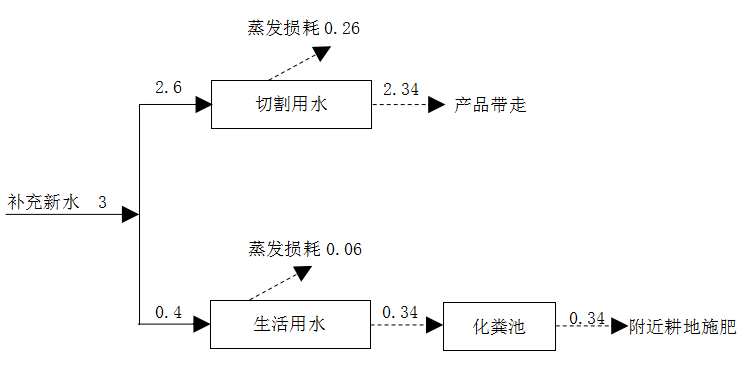 蒸发损耗 0.26
2.6
切割用水
2.34
产品带走
补充新水 3
蒸发损耗 0.06
0.4
生活用水
0.34
化粪池
0.34
附近耕地施肥